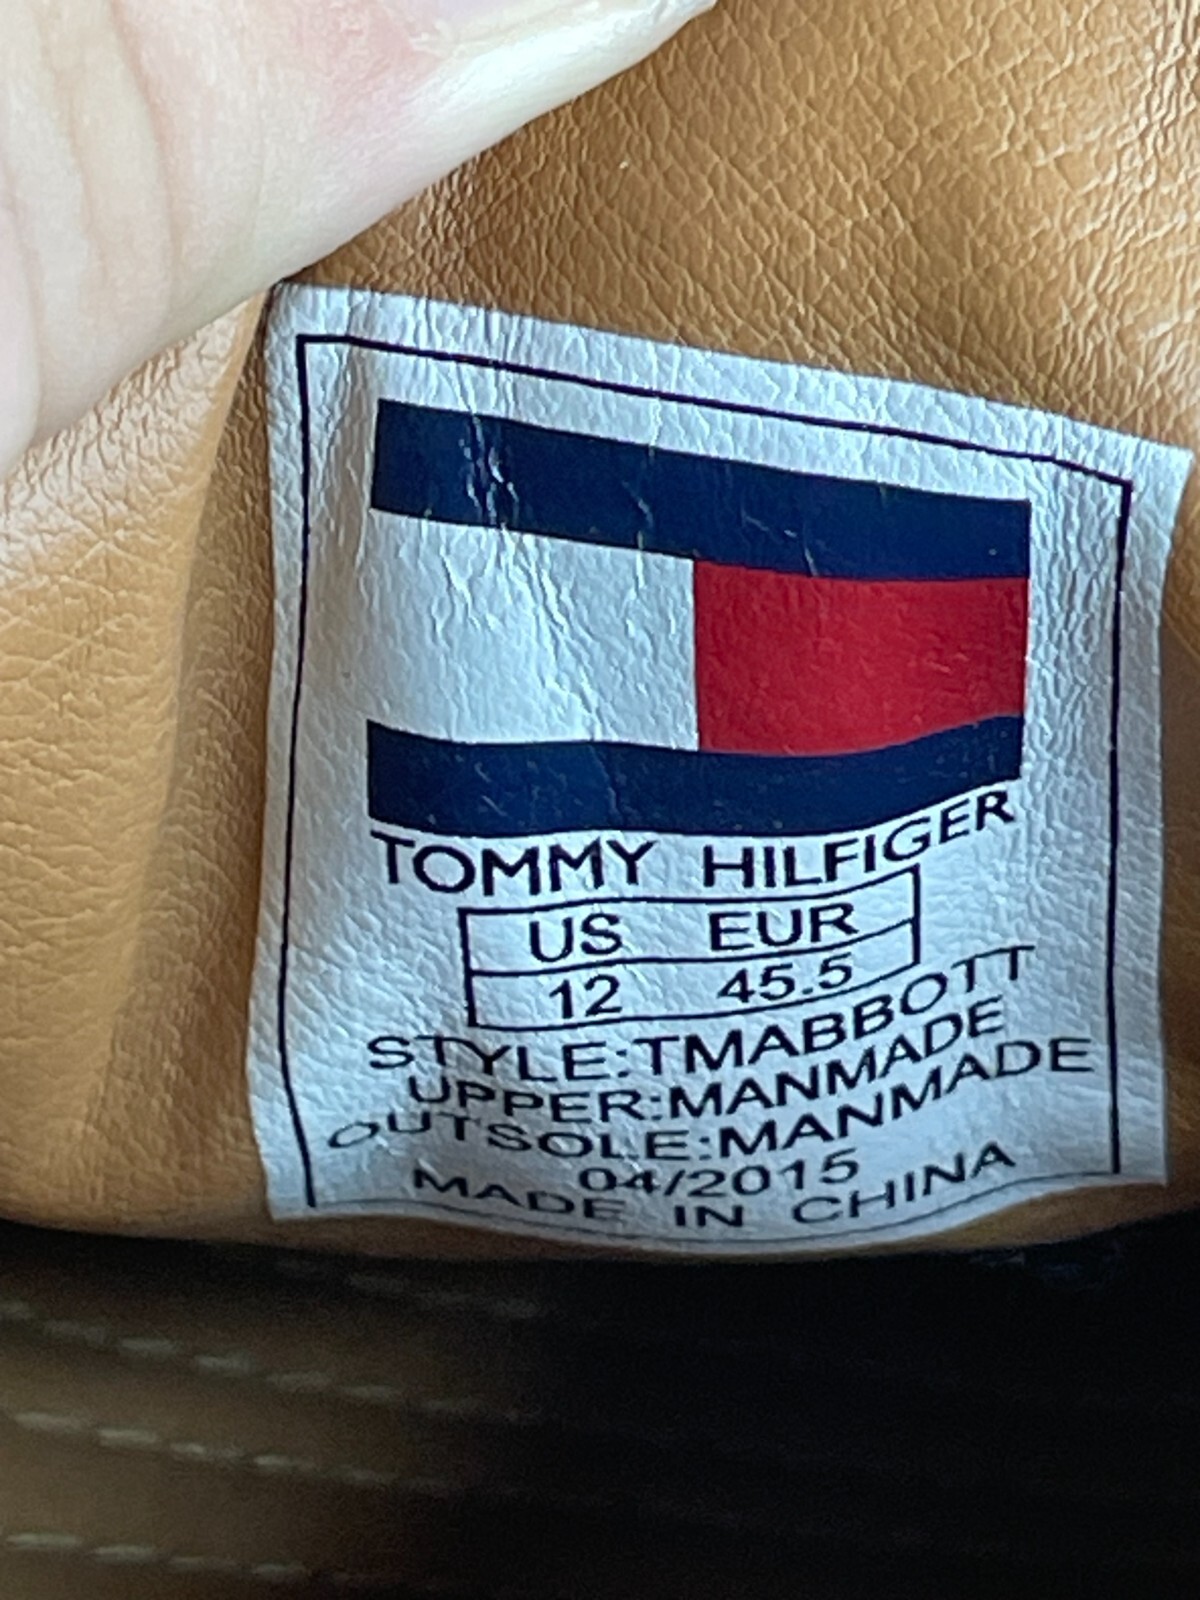 TOMMY HILFIGER
US EUR
12 45.5
STYLE:TMABBOTT
UPPER:MANMADE
OUTSOLE:MANMADE
04/2015
MADE IN CHINA